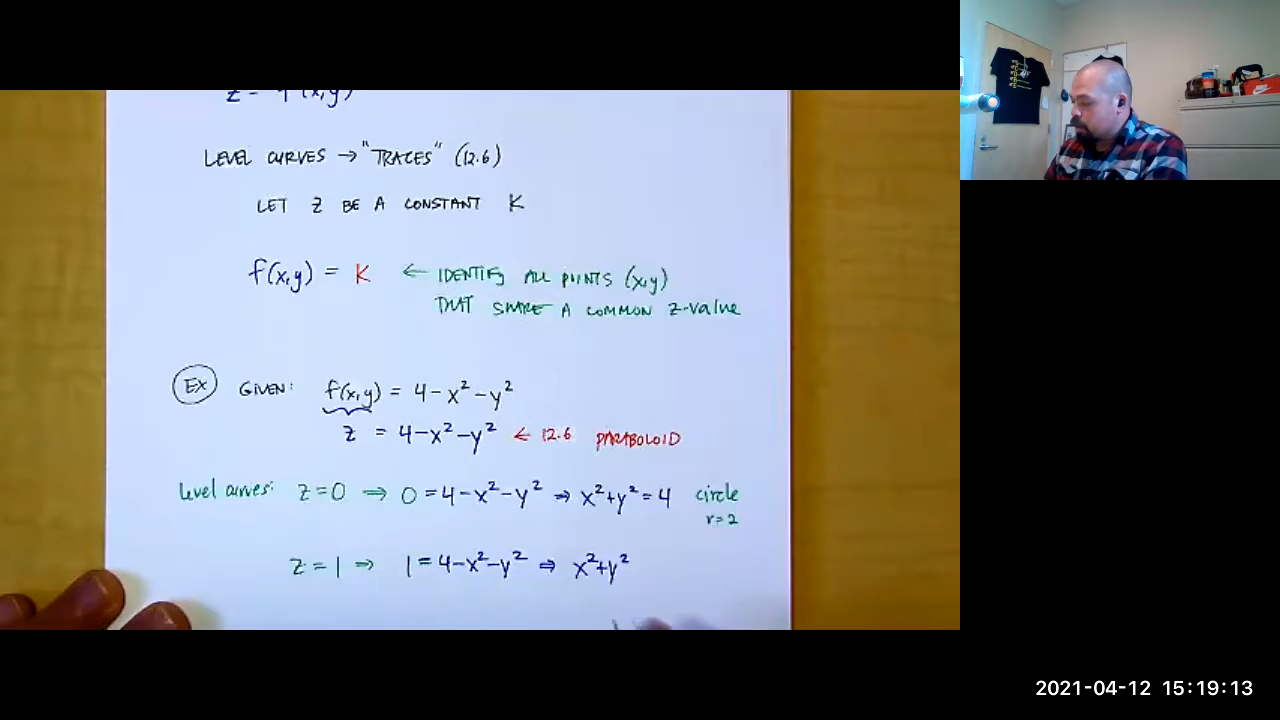 LEVEL CURVES → "TRACES" (12.6)
LET Z BE A CONSTANT K
f(x,y) = K ← IDENTIFY ALL POINTS (x,y)
THAT SHARE A COMMON Z-value
Ex GIVEN: f(x,y) = 4-x²-y²
Z = 4-x²-y² ← 12.6 PARABOLOID
Level curves: Z=0 ⇒ 0=4-x²-y² ⇒ x²+y²=4 circle
r=2
Z=1 ⇒ 1=4-x²-y² ⇒ x²+y²
2021-04-12 15:19:13